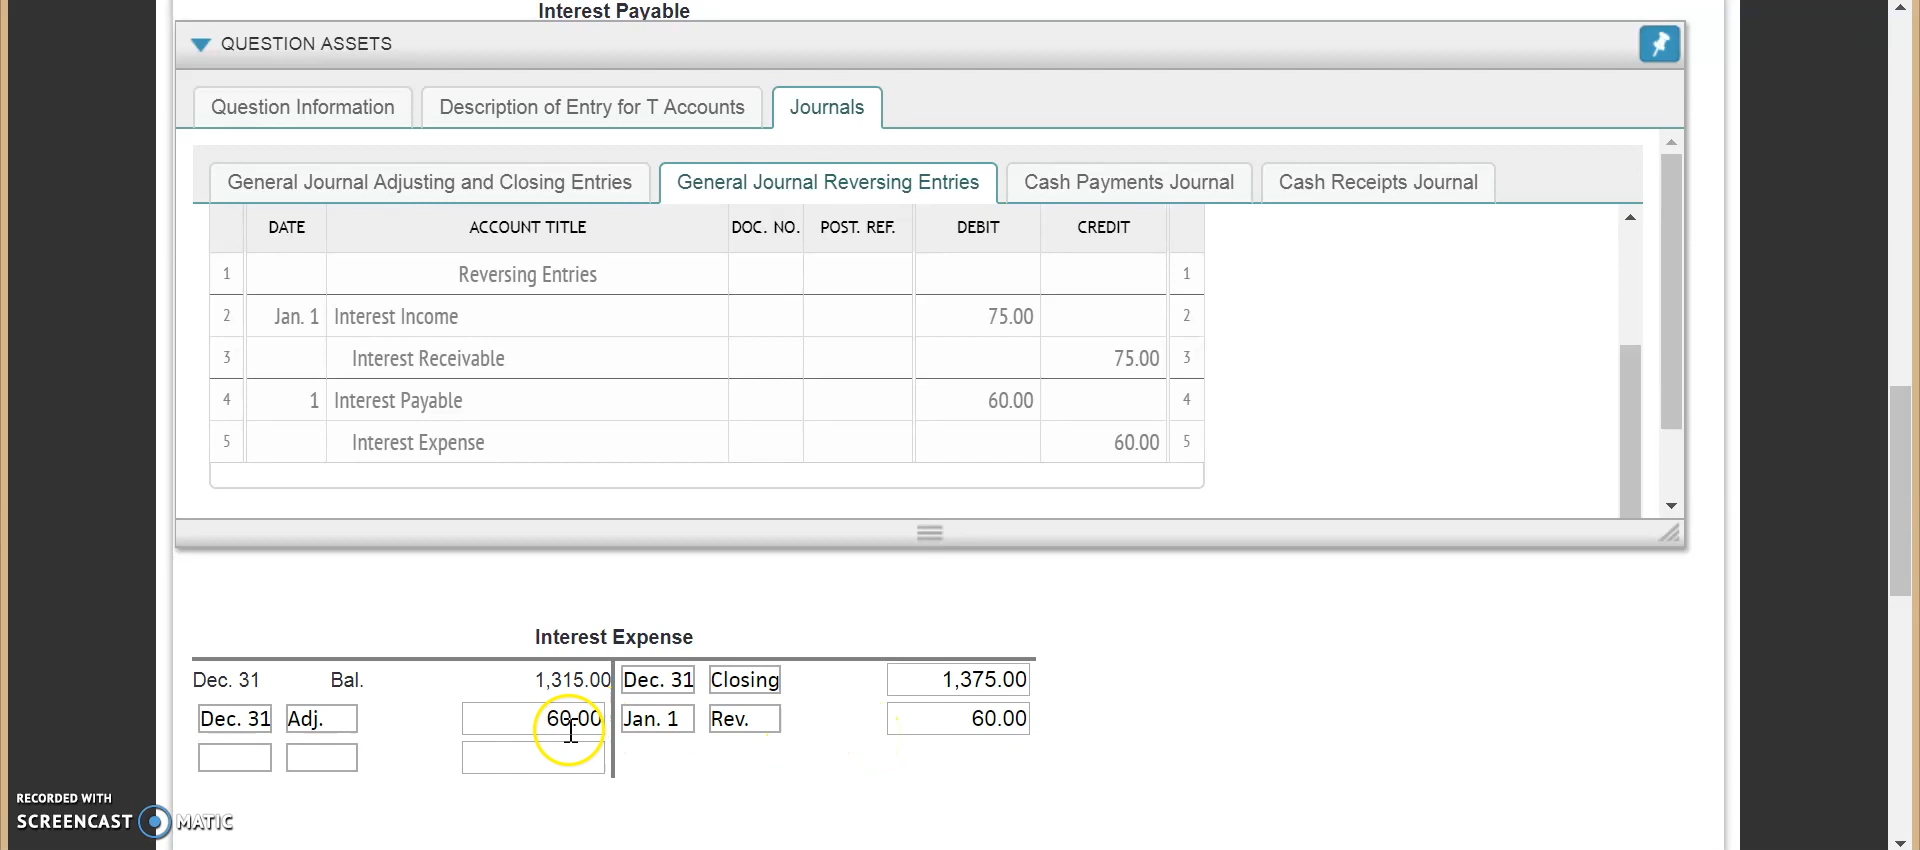 Interest Payable
QUESTION ASSETS
Question Information Description of Entry for T Accounts Journals
General Journal Adjusting and Closing Entries General Journal Reversing Entries Cash Payments Journal Cash Receipts Journal
DATE ACCOUNT TITLE DOC. NO. POST. REF. DEBIT CREDIT
1 Reversing Entries 1
2 Jan. 1 Interest Income 75.00 2
3 Interest Receivable 75.00 3
4 1 Interest Payable 60.00 4
5 Interest Expense 60.00 5
Interest Expense
Dec. 31 Bal. 1,315.00 Dec. 31 Closing 1,375.00
Dec. 31 Adj. 60.00 Jan. 1 Rev. 60.00
RECORDED WITH
SCREENCAST MATIC